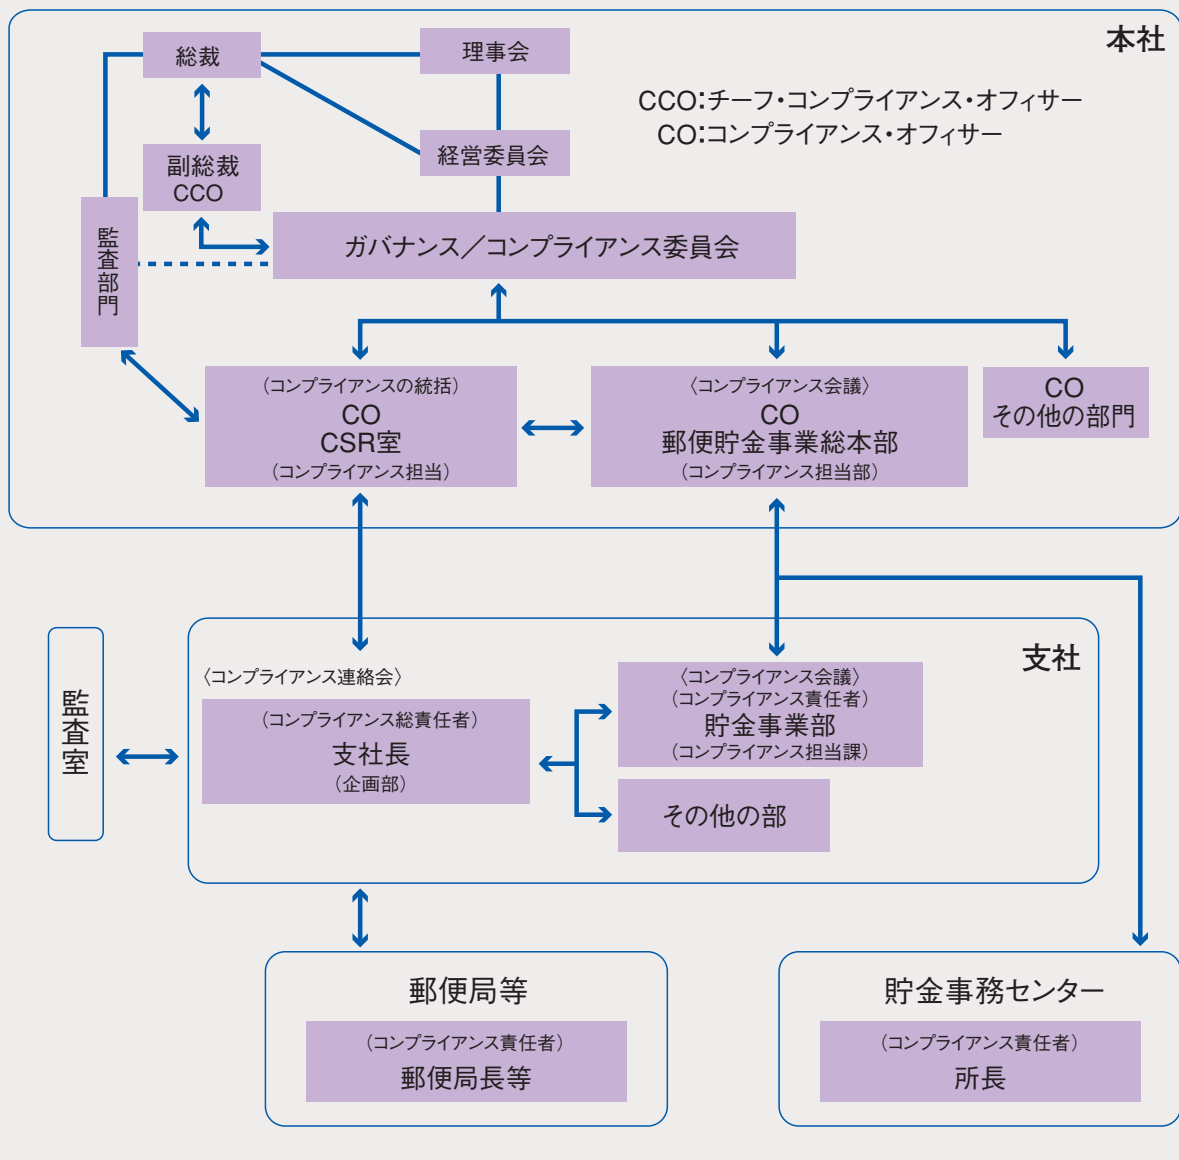 本社
総裁
理事会
CCO:チーフ・コンプライアンス・オフィサー
CO:コンプライアンス・オフィサー
経営委員会
副総裁
CCO
監査部門
ガバナンス/コンプライアンス委員会
(コンプライアンスの統括)
CO
CSR室
(コンプライアンス担当)
〈コンプライアンス会議〉
CO
郵便貯金事業総本部
(コンプライアンス担当部)
CO
その他の部門
支社
監査室
〈コンプライアンス連絡会〉
(コンプライアンス総責任者)
支社長
(企画部)
〈コンプライアンス会議〉
(コンプライアンス責任者)
貯金事業部
(コンプライアンス担当課)
その他の部
郵便局等
(コンプライアンス責任者)
郵便局長等
貯金事務センター
(コンプライアンス責任者)
所長